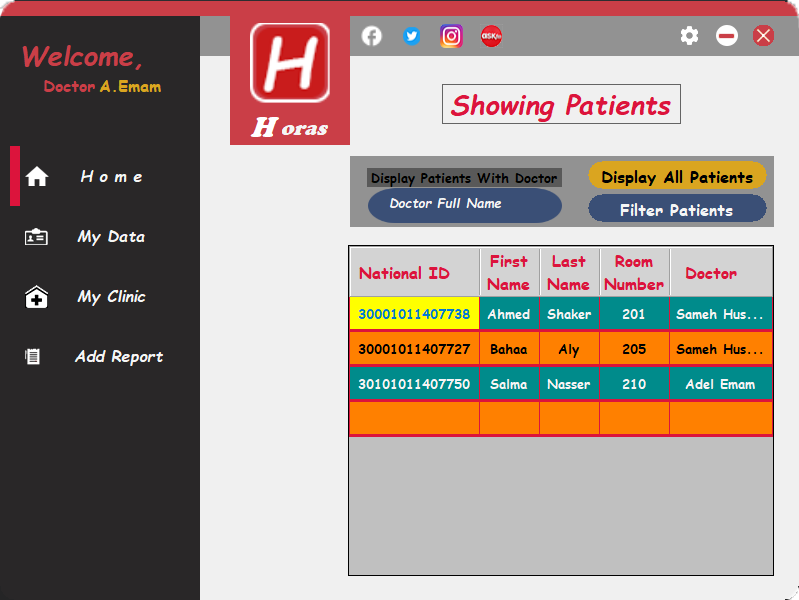 Welcome,
Doctor A.Emam
Home
My Data
My Clinic
Add Report
H
Horas
ASKfm
Showing Patients
Display Patients With Doctor
Doctor Full Name
Display All Patients
Filter Patients
National ID First Name Last Name Room Number Doctor
30001011407738 Ahmed Shaker 201 Sameh Hus...
30001011407727 Bahaa Aly 205 Sameh Hus...
30101011407750 Salma Nasser 210 Adel Emam